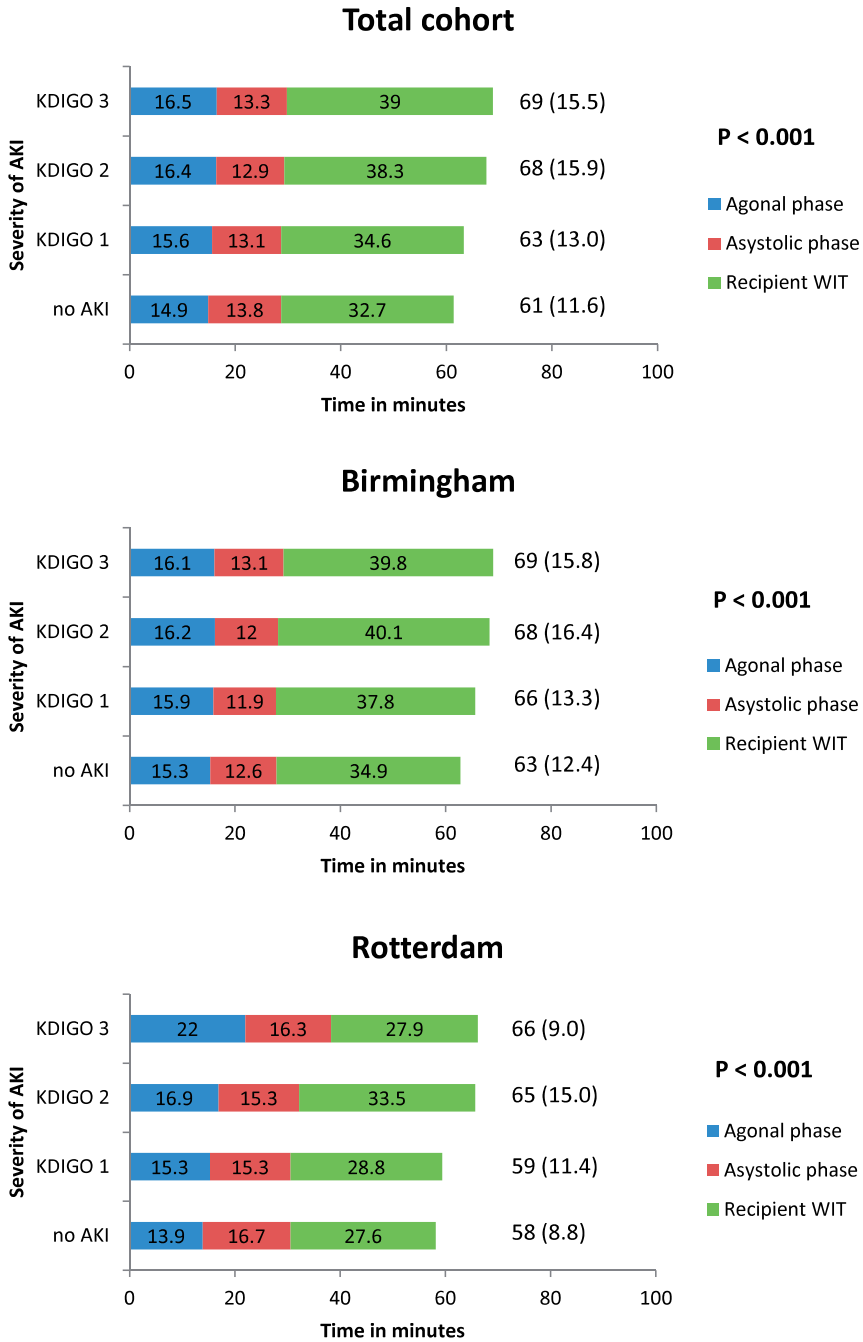 Total cohort
Severity of AKI
KDIGO 3 16.5 13.3 39 69 (15.5)
KDIGO 2 16.4 12.9 38.3 68 (15.9)
KDIGO 1 15.6 13.1 34.6 63 (13.0)
no AKI 14.9 13.8 32.7 61 (11.6)
0 20 40 60 80 100
Time in minutes
P < 0.001
Agonal phase
Asystolic phase
Recipient WIT
Birmingham
Severity of AKI
KDIGO 3 16.1 13.1 39.8 69 (15.8)
KDIGO 2 16.2 12 40.1 68 (16.4)
KDIGO 1 15.9 11.9 37.8 66 (13.3)
no AKI 15.3 12.6 34.9 63 (12.4)
0 20 40 60 80 100
Time in minutes
P < 0.001
Agonal phase
Asystolic phase
Recipient WIT
Rotterdam
Severity of AKI
KDIGO 3 22 16.3 27.9 66 (9.0)
KDIGO 2 16.9 15.3 33.5 65 (15.0)
KDIGO 1 15.3 15.3 28.8 59 (11.4)
no AKI 13.9 16.7 27.6 58 (8.8)
0 20 40 60 80 100
Time in minutes
P < 0.001
Agonal phase
Asystolic phase
Recipient WIT